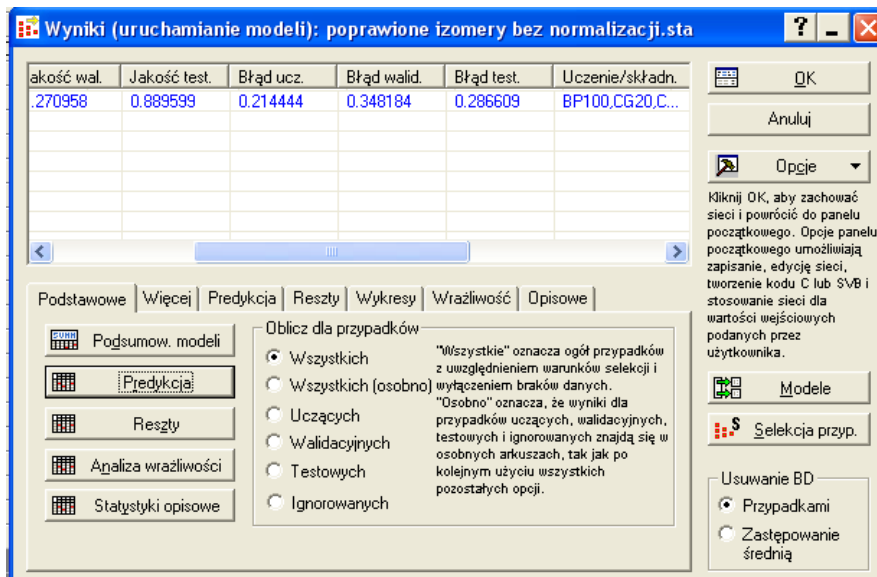 Wyniki (uruchamianie modeli): poprawione izomery bez normalizacji.sta
akość wal. Jakość test. Błąd ucz. Błąd walid. Błąd test. Uczenie/składn.
.270958 0.889599 0.214444 0.348184 0.286609 BP100,CG20,C...
OK
Anuluj
Opcje
Kliknij OK, aby zachować
sieci i powrócić do panelu
początkowego. Opcje panelu
początkowego umożliwiają
zapisanie, edycję sieci,
tworzenie kodu C lub SVB i
stosowanie sieci dla
wartości wejściowych
podanych przez
użytkownika.
Modele
Selekcja przyp.
Usuwanie BD
Przypadkami
Zastępowanie
średnią
Podstawowe Więcej Predykcja Reszty Wykresy Wrażliwość Opisowe
Podsumow. modeli
Predykcja
Reszty
Analiza wrażliwości
Statystyki opisowe
Oblicz dla przypadków
Wszystkich
Wszystkich (osobno)
Uczących
Walidacyjnych
Testowych
Ignorowanych
"Wszystkie" oznacza ogół przypadków
z uwzględnieniem warunków selekcji i
wyłączeniem braków danych.
"Osobno" oznacza, że wyniki dla
przypadków uczących, walidacyjnych,
testowych i ignorowanych znajdą się w
osobnych arkuszach, tak jak po
kolejnym użyciu wszystkich
pozostałych opcji.